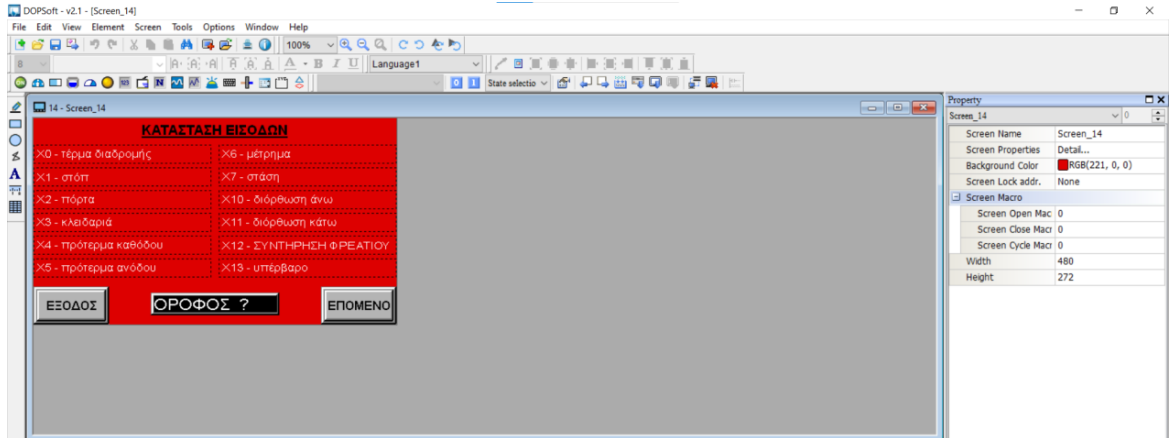 DOPSoft - v2.1 - [Screen_14]
File Edit View Element Screen Tools Options Window Help
100%
8 Language1
State selectio
14 - Screen_14
ΚΑΤΑΣΤΑΣΗ ΕΙΣΟΔΩΝ
X0 - τέρμα διαδρομής X6 - μέτρημα
X1 - στόπ X7 - στάση
X2 - πόρτα X10 - διόρθωση άνω
X3 - κλειδαριά X11 - διόρθωση κάτω
X4 - πρότερμα καθόδου X12 - ΣΥΝΤΗΡΗΣΗ ΦΡΕΑΤΙΟΥ
X5 - πρότερμα ανόδου X13 - υπέρβαρο
ΕΞΟΔΟΣ ΟΡΟΦΟΣ ? ΕΠΟΜΕΝΟ
Property
Screen_14 0
Screen Name Screen_14
Screen Properties Detail...
Background Color RGB(221, 0, 0)
Screen Lock addr. None
Screen Macro
Screen Open Mac 0
Screen Close Macr 0
Screen Cycle Macr 0
Width 480
Height 272